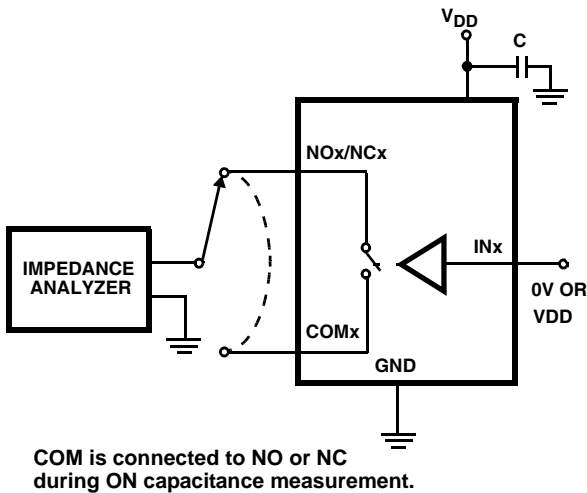 VDD
C
NOx/NCx
IMPEDANCE
ANALYZER
INx
0V OR
VDD
COMx
GND
COM is connected to NO or NC
during ON capacitance measurement.